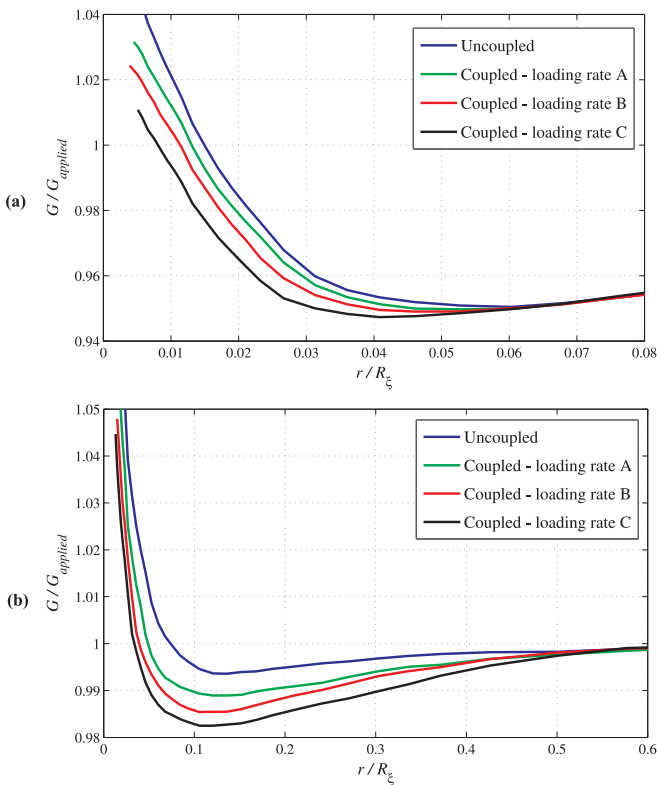 1.04
1.02
1
0.98
0.96
0.94
G / G_applied
(a)
Uncoupled
Coupled - loading rate A
Coupled - loading rate B
Coupled - loading rate C
0 0.01 0.02 0.03 0.04 0.05 0.06 0.07 0.08
r / R_ξ
1.05
1.04
1.03
1.02
1.01
1
0.99
0.98
G / G_applied
(b)
Uncoupled
Coupled - loading rate A
Coupled - loading rate B
Coupled - loading rate C
0 0.1 0.2 0.3 0.4 0.5 0.6
r / R_ξ